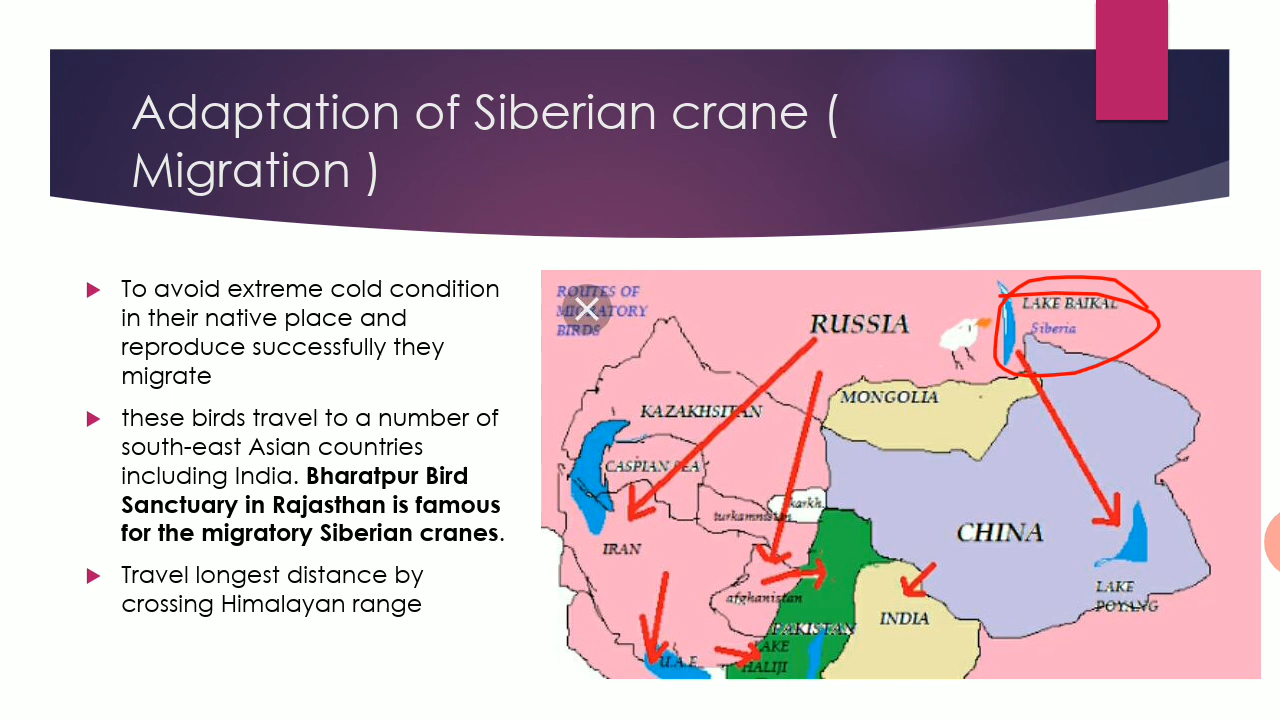 Adaptation of Siberian crane (
Migration )
To avoid extreme cold condition
in their native place and
reproduce successfully they
migrate
these birds travel to a number of
south-east Asian countries
including India. Bharatpur Bird
Sanctuary in Rajasthan is famous
for the migratory Siberian cranes.
Travel longest distance by
crossing Himalayan range
ROUTES OF
MIGRATORY
BIRDS
RUSSIA
LAKE BAIKAL
Siberia
MONGOLIA
KAZAKHSITAN
CASPIAN SEA
turkamnistan
karkh.
IRAN
CHINA
afghanistan
INDIA
LAKE
POYANG
PAKISTAN
LAKE
HALIJI
U.A.E